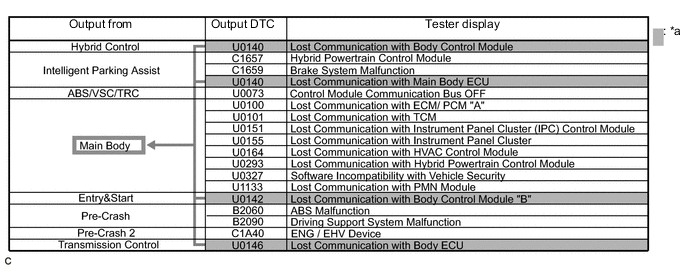 Output from Output DTC Tester display
: *a
Hybrid Control U0140 Lost Communication with Body Control Module
C1657 Hybrid Powertrain Control Module
Intelligent Parking Assist C1659 Brake System Malfunction
U0140 Lost Communication with Main Body ECU
ABS/VSC/TRC U0073 Control Module Communication Bus OFF
U0100 Lost Communication with ECM/ PCM "A"
U0101 Lost Communication with TCM
U0151 Lost Communication with Instrument Panel Cluster (IPC) Control Module
Main Body U0155 Lost Communication with Instrument Panel Cluster
U0164 Lost Communication with HVAC Control Module
U0293 Lost Communication with Hybrid Powertrain Control Module
U0327 Software Incompatibility with Vehicle Security
U1133 Lost Communication with PMN Module
Entry&Start U0142 Lost Communication with Body Control Module "B"
Pre-Crash B2060 ABS Malfunction
B2090 Driving Support System Malfunction
Pre-Crash 2 C1A40 ENG / EHV Device
Transmission Control U0146 Lost Communication with Body ECU
C